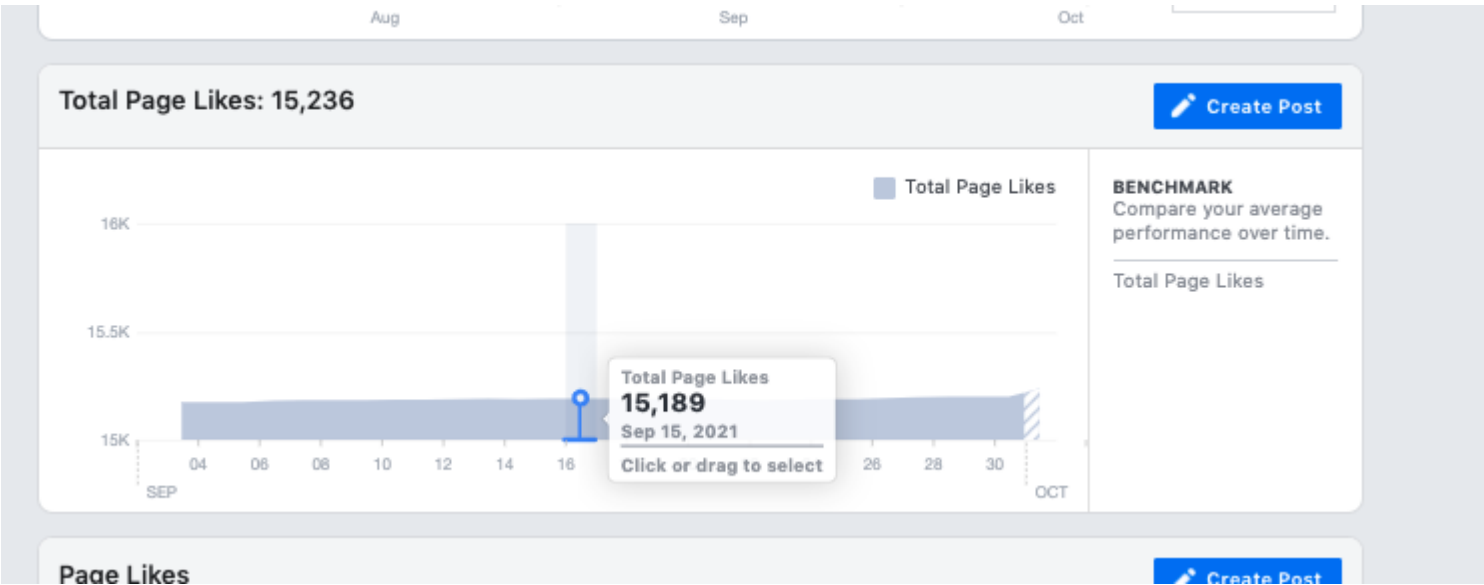 Aug Sep Oct
Total Page Likes: 15,236
Create Post
Total Page Likes
BENCHMARK
Compare your average
performance over time.
Total Page Likes
16K
15.5K
15K
Total Page Likes
15,189
Sep 15, 2021
Click or drag to select
04 06 08 10 12 14 16 26 28 30
SEP OCT
Page Likes
Create Post